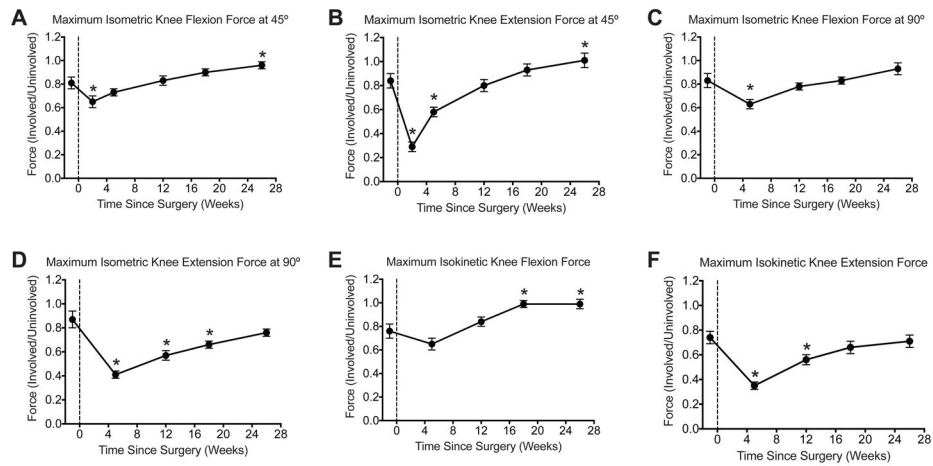 A Maximum Isometric Knee Flexion Force at 45º
Force (Involved/Uninvolved)
1.2
1.0
0.8
0.6
0.4
0.2
0.0
* *
0 4 8 12 16 20 24 28
Time Since Surgery (Weeks)
B Maximum Isometric Knee Extension Force at 45º
Force (Involved/Uninvolved)
1.2
1.0
0.8
0.6
0.4
0.2
0.0
* * *
0 4 8 12 16 20 24 28
Time Since Surgery (Weeks)
C Maximum Isometric Knee Flexion Force at 90º
Force (Involved/Uninvolved)
1.2
1.0
0.8
0.6
0.4
0.2
0.0
*
0 4 8 12 16 20 24 28
Time Since Surgery (Weeks)
D Maximum Isometric Knee Extension Force at 90º
Force (Involved/Uninvolved)
1.2
1.0
0.8
0.6
0.4
0.2
0.0
* * *
0 4 8 12 16 20 24 28
Time Since Surgery (Weeks)
E Maximum Isokinetic Knee Flexion Force
Force (Involved/Uninvolved)
1.2
1.0
0.8
0.6
0.4
0.2
0.0
* *
0 4 8 12 16 20 24 28
Time Since Surgery (Weeks)
F Maximum Isokinetic Knee Extension Force
Force (Involved/Uninvolved)
1.2
1.0
0.8
0.6
0.4
0.2
0.0
* *
0 4 8 12 16 20 24 28
Time Since Surgery (Weeks)